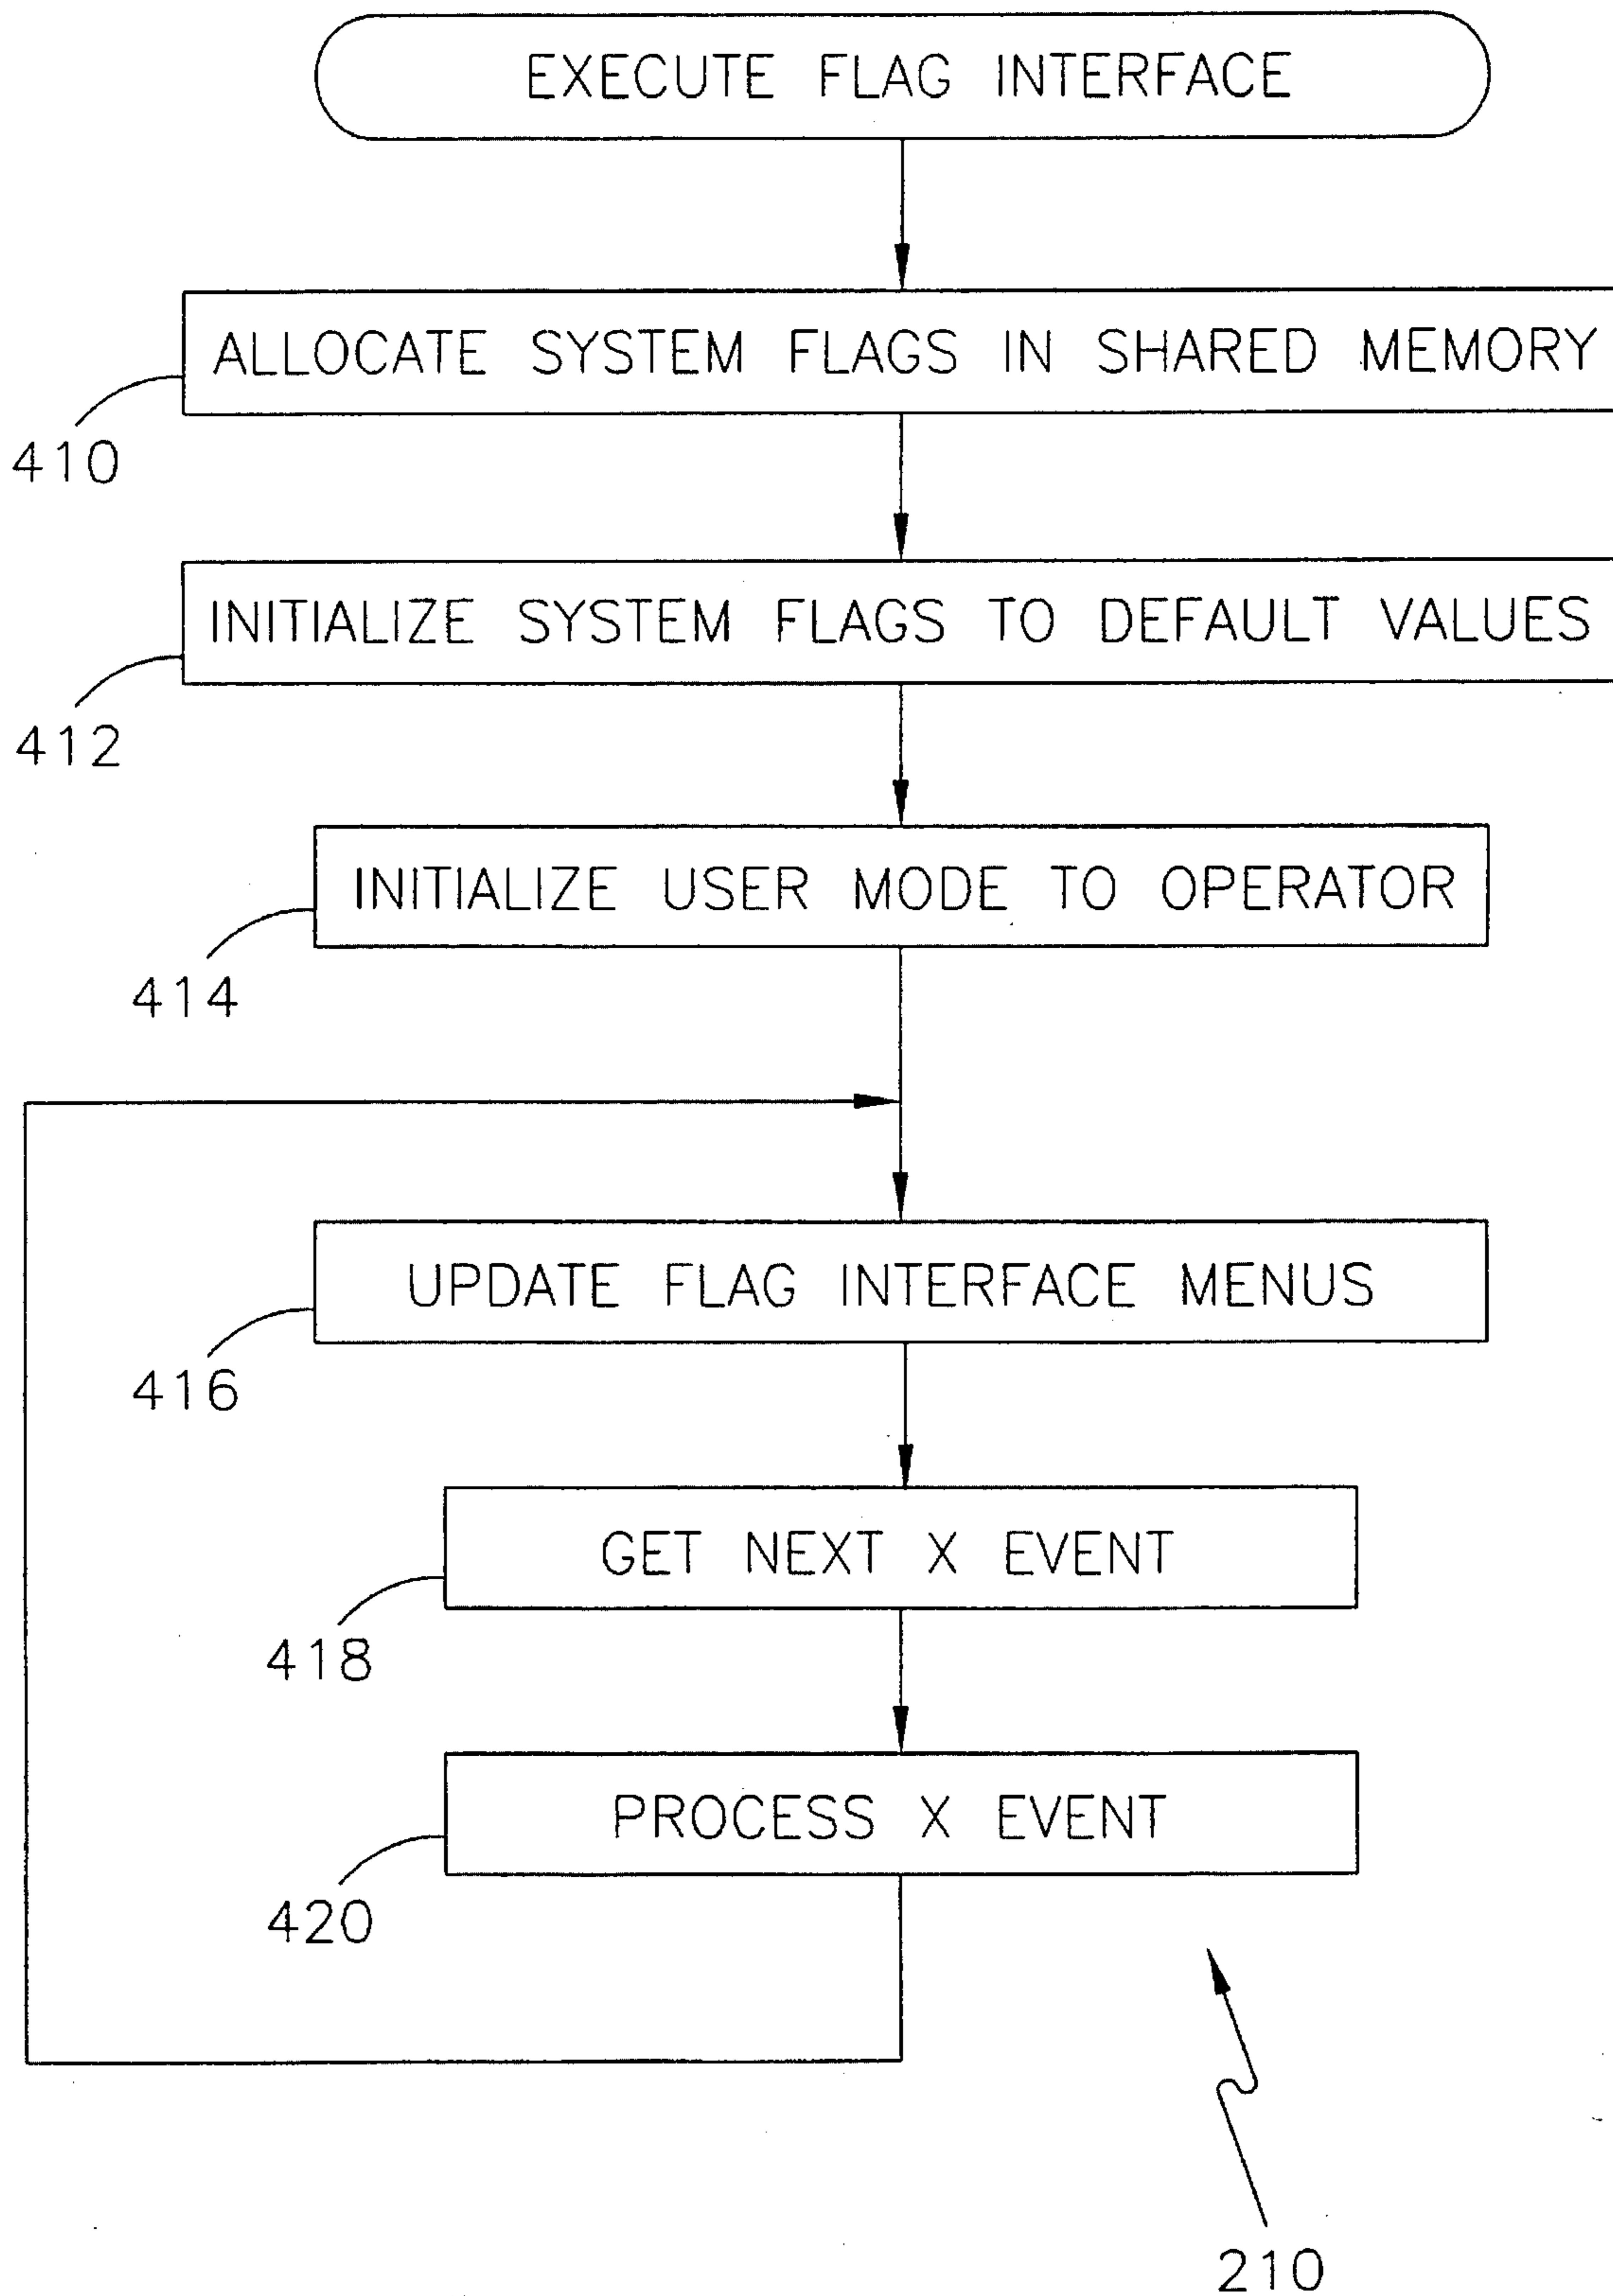 EXECUTE FLAG INTERFACE
ALLOCATE SYSTEM FLAGS IN SHARED MEMORY
410
INITIALIZE SYSTEM FLAGS TO DEFAULT VALUES
412
INITIALIZE USER MODE TO OPERATOR
414
UPDATE FLAG INTERFACE MENUS
416
GET NEXT X EVENT
418
PROCESS X EVENT
420
210